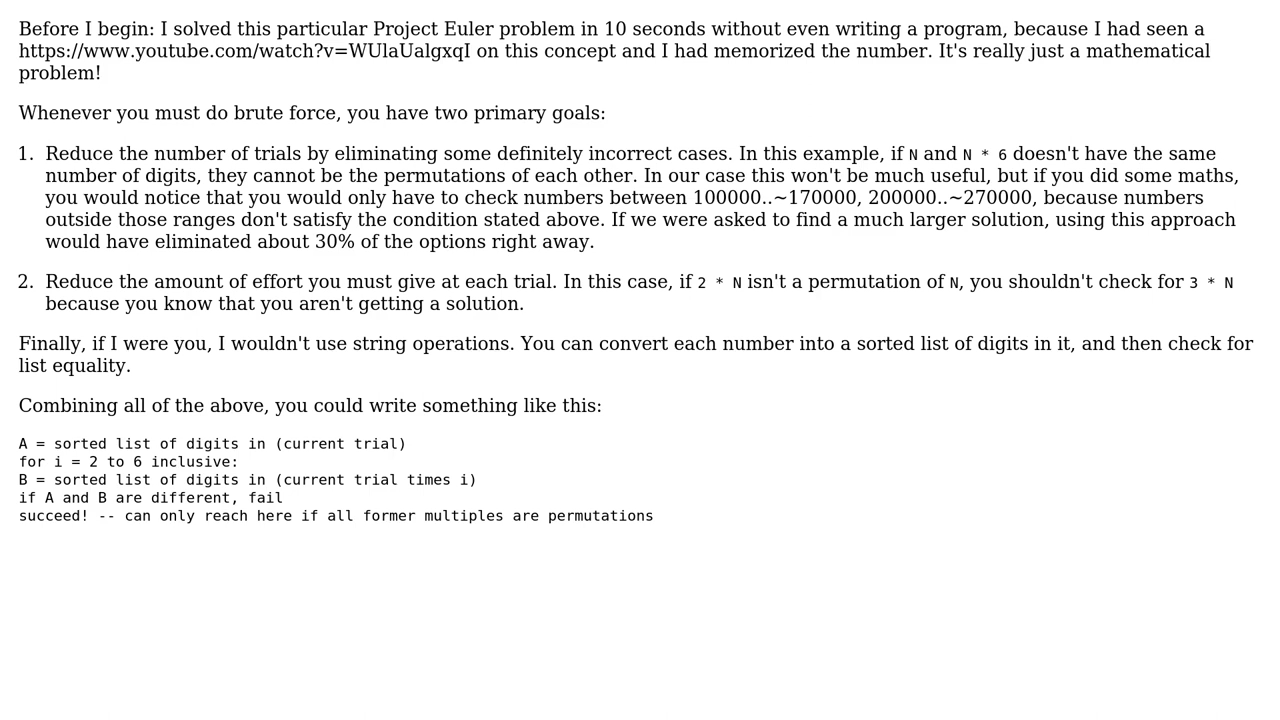 Before I begin: I solved this particular Project Euler problem in 10 seconds without even writing a program, because I had seen a
https://www.youtube.com/watch?v=WUlaUalgxqI on this concept and I had memorized the number. It's really just a mathematical
problem!
Whenever you must do brute force, you have two primary goals:
1. Reduce the number of trials by eliminating some definitely incorrect cases. In this example, if N and N * 6 doesn't have the same
number of digits, they cannot be the permutations of each other. In our case this won't be much useful, but if you did some maths,
you would notice that you would only have to check numbers between 100000..~170000, 200000..~270000, because numbers
outside those ranges don't satisfy the condition stated above. If we were asked to find a much larger solution, using this approach
would have eliminated about 30% of the options right away.
2. Reduce the amount of effort you must give at each trial. In this case, if 2 * N isn't a permutation of N, you shouldn't check for 3 * N
because you know that you aren't getting a solution.
Finally, if I were you, I wouldn't use string operations. You can convert each number into a sorted list of digits in it, and then check for
list equality.
Combining all of the above, you could write something like this:
A = sorted list of digits in (current trial)
for i = 2 to 6 inclusive:
B = sorted list of digits in (current trial times i)
if A and B are different, fail
succeed! -- can only reach here if all former multiples are permutations